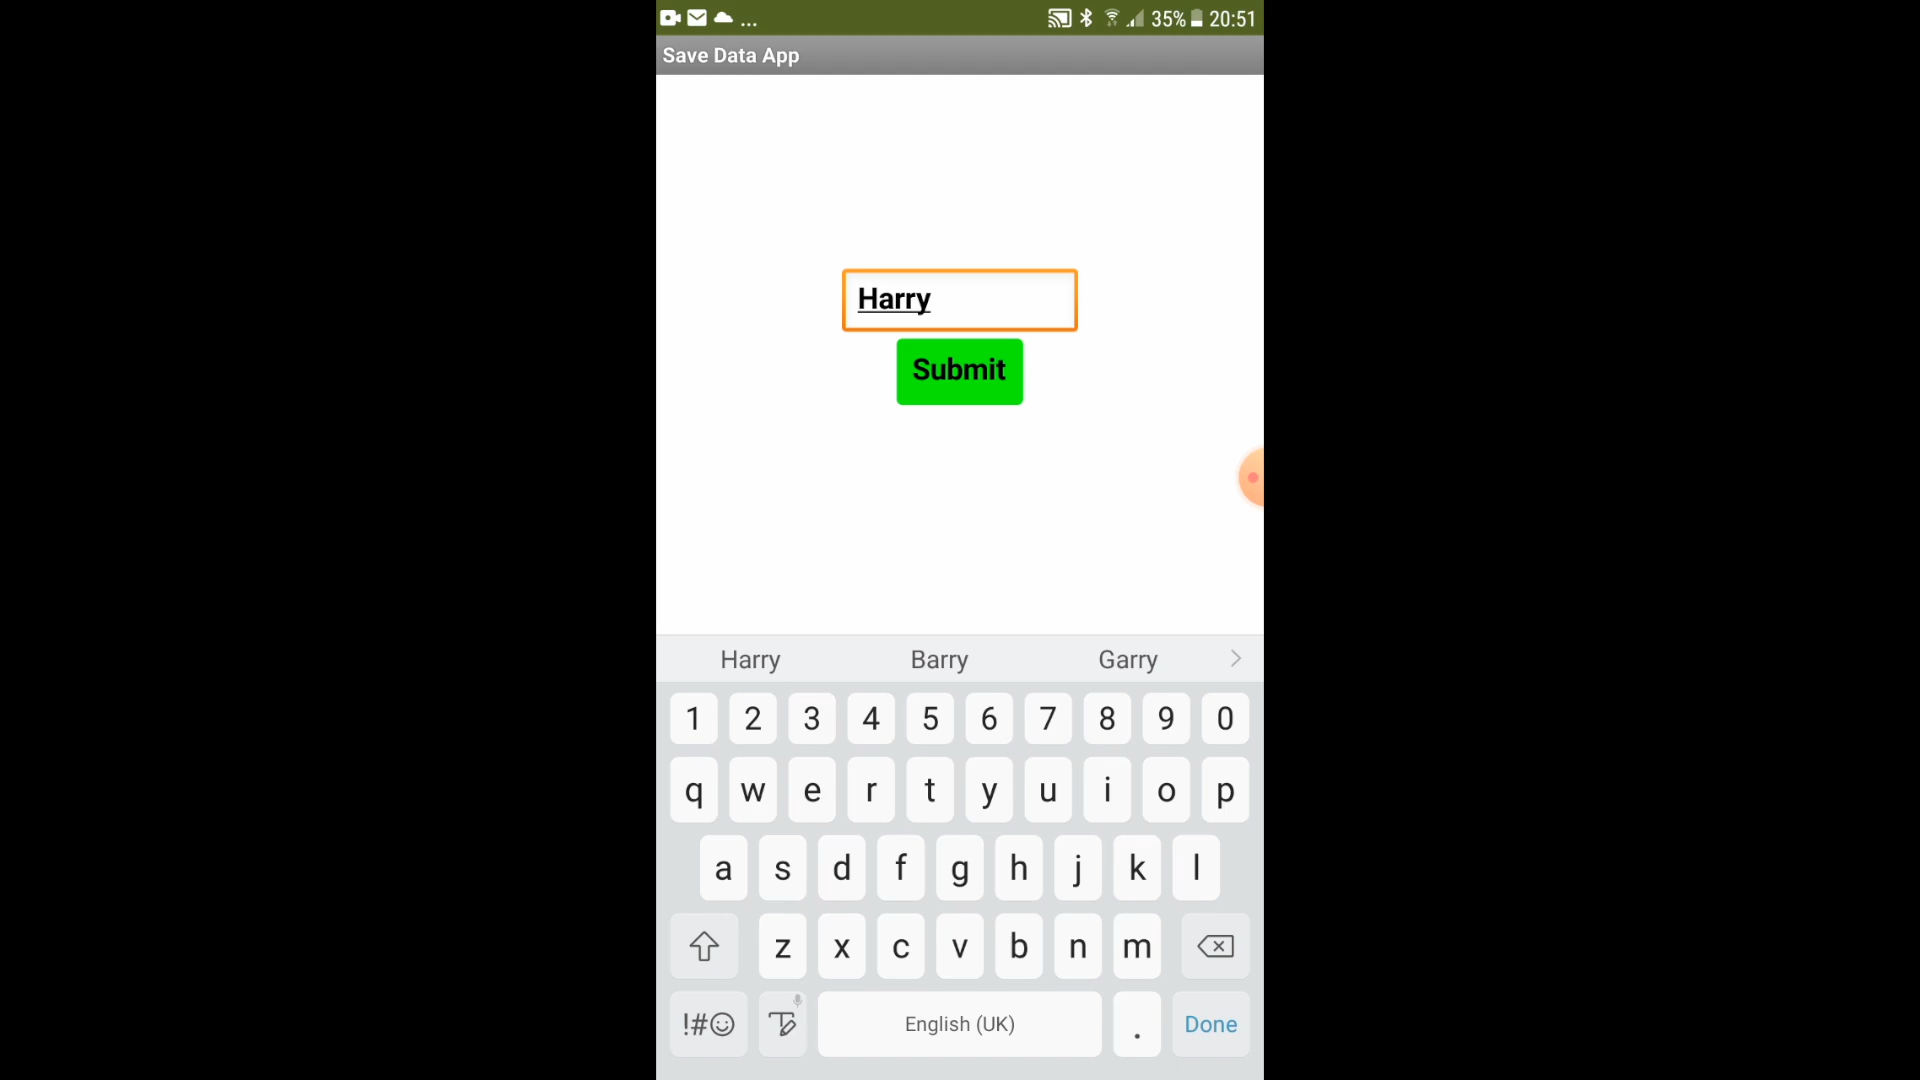 ... 35% 20:51
Save Data App
Harry
Submit
Harry Barry Garry
1 2 3 4 5 6 7 8 9 0
q w e r t y u i o p
a s d f g h j k l
z x c v b n m
!#☺ English (UK) . Done